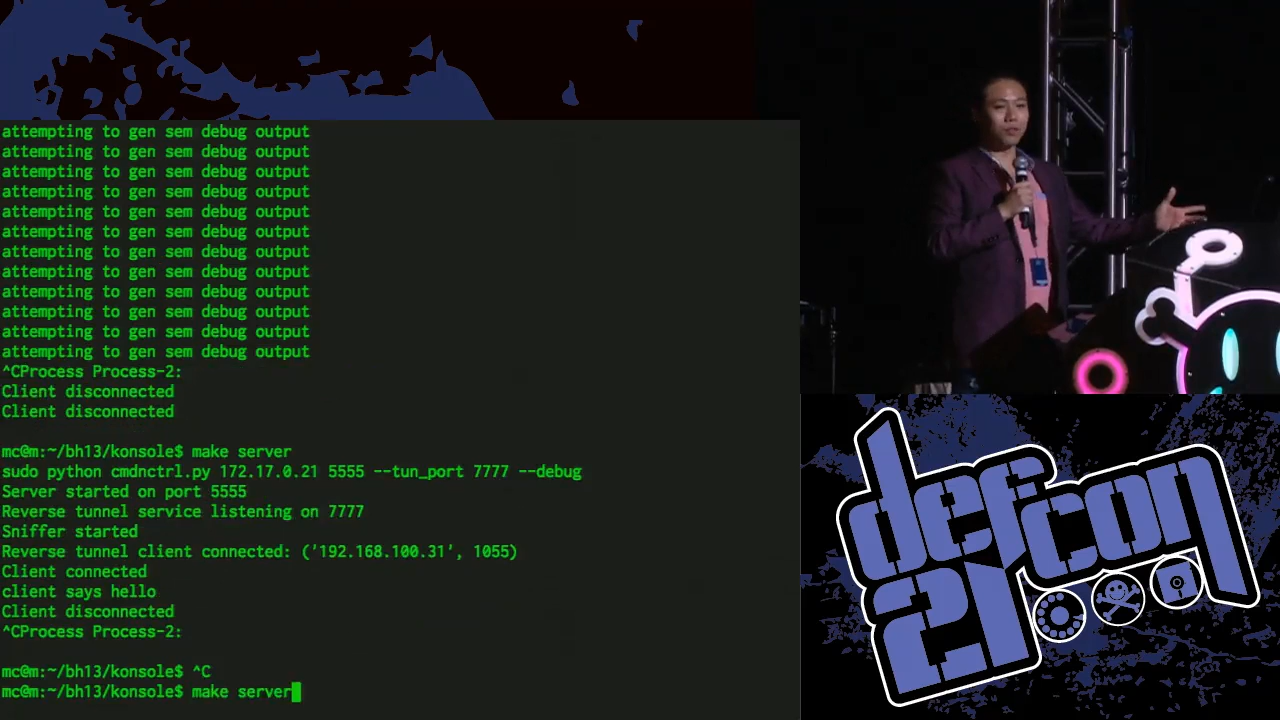 attempting to gen sem debug output
attempting to gen sem debug output
attempting to gen sem debug output
attempting to gen sem debug output
attempting to gen sem debug output
attempting to gen sem debug output
attempting to gen sem debug output
attempting to gen sem debug output
attempting to gen sem debug output
attempting to gen sem debug output
attempting to gen sem debug output
attempting to gen sem debug output
^CProcess Process-2:
Client disconnected
Client disconnected
mc@m:~/bh13/konsole$ make server
sudo python cmdnctrl.py 172.17.0.21 5555 --tun_port 7777 --debug
Server started on port 5555
Reverse tunnel service listening on 7777
Sniffer started
Reverse tunnel client connected: ('192.168.100.31', 1055)
Client connected
client says hello
Client disconnected
^CProcess Process-2:
mc@m:~/bh13/konsole$ ^C
mc@m:~/bh13/konsole$ make server
defcon
21